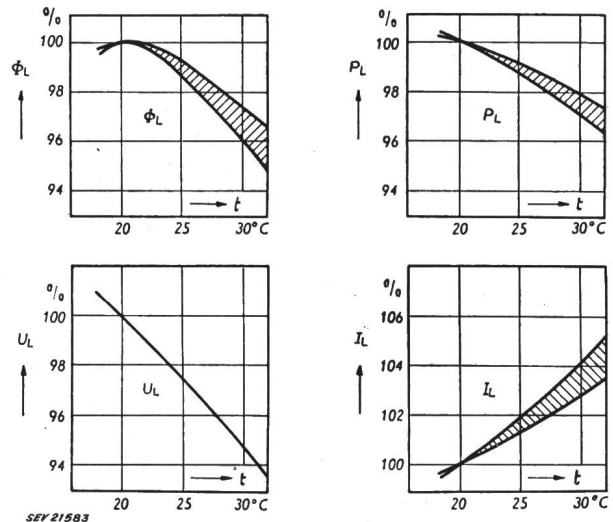 %
100
Φ_L
98
Φ_L
96
94
t
20 25 30°C
%
100
P_L
98
P_L
96
94
t
20 25 30°C
%
100
U_L
98
U_L
96
94
t
20 25 30°C
%
106
I_L
104
I_L
102
100
t
20 25 30°C
SEV 21583